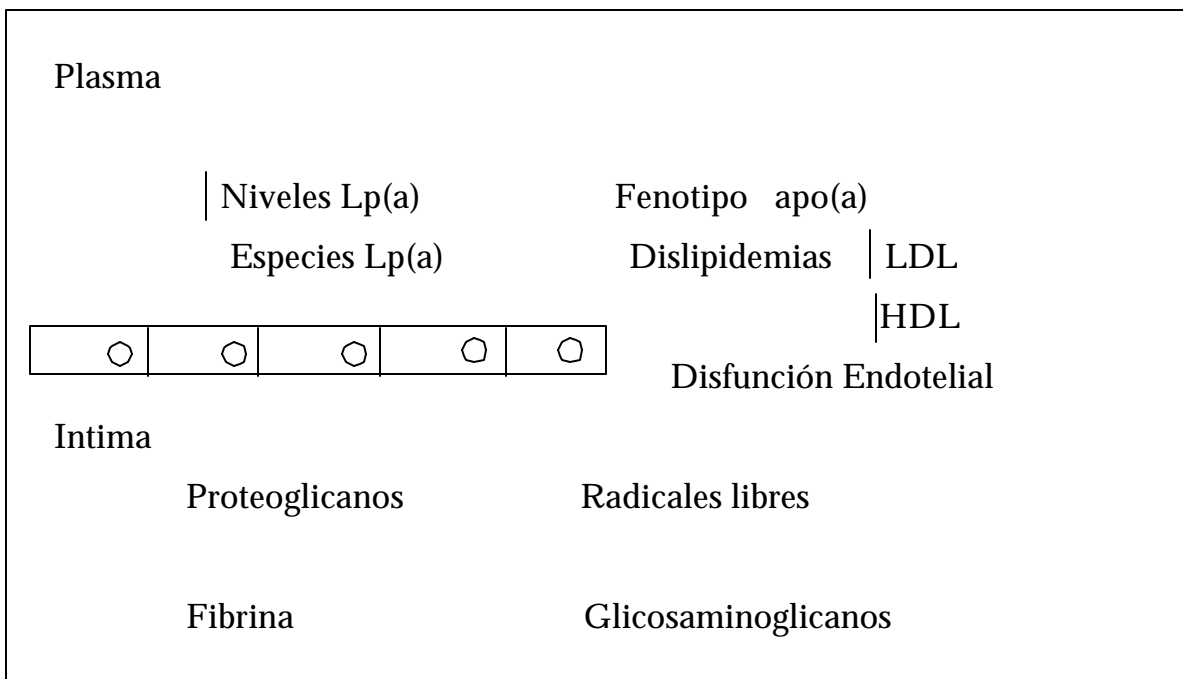 Plasma
Niveles Lp(a) Fenotipo apo(a)
Especies Lp(a) Dislipidemias LDL
HDL
Disfunción Endotelial
Intima
Proteoglicanos Radicales libres
Fibrina Glicosaminoglicanos